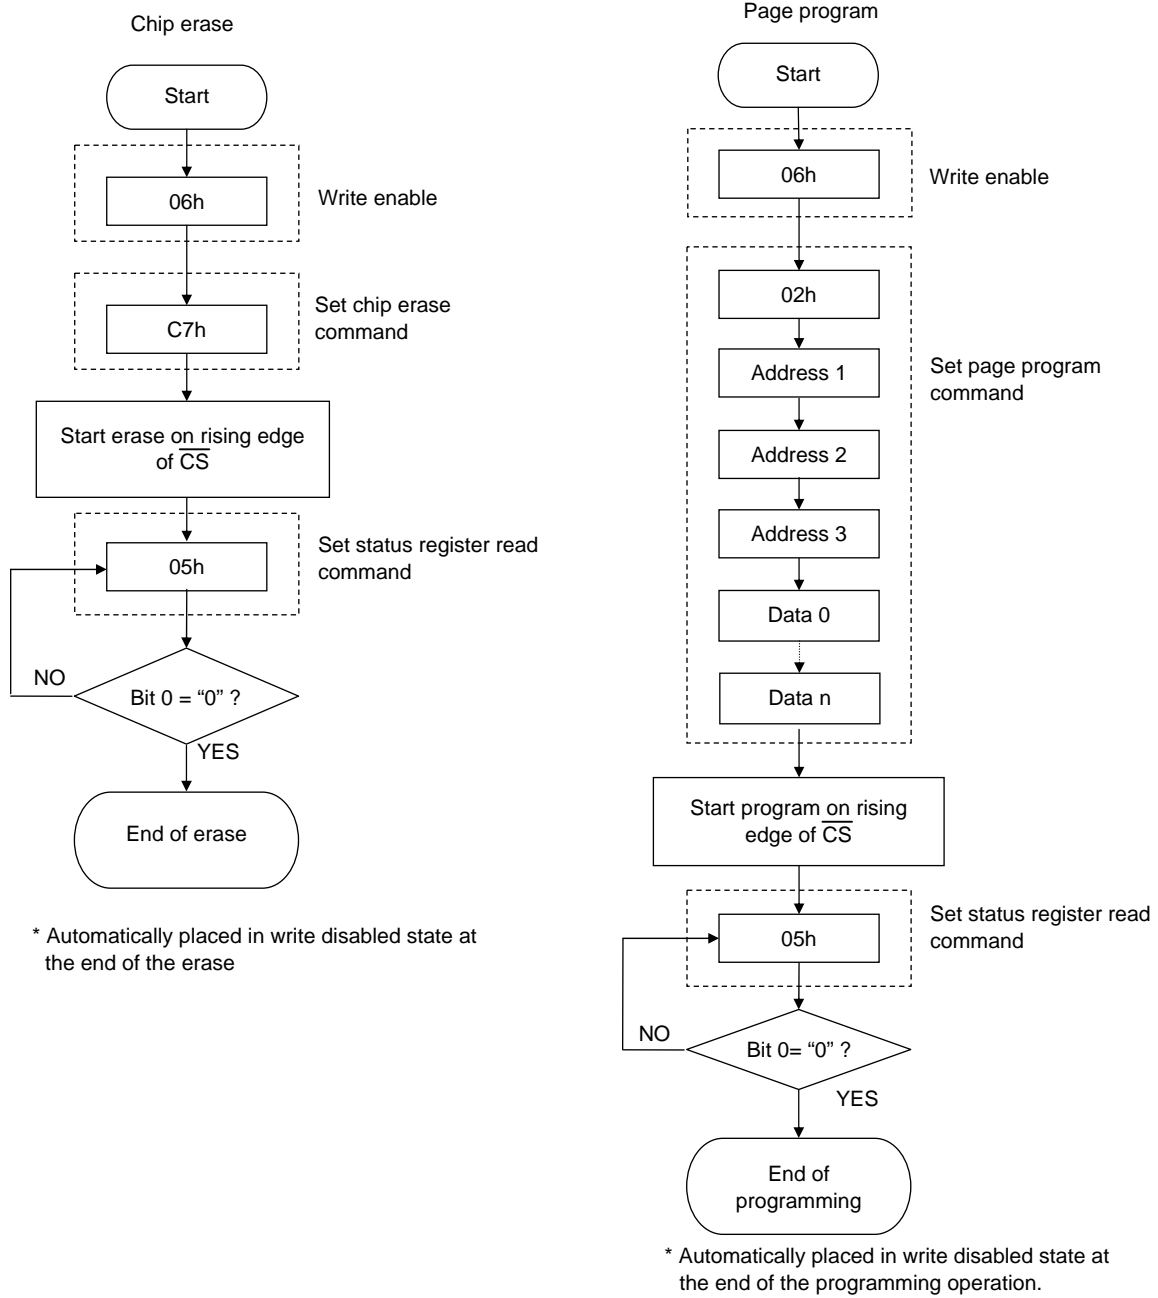 Chip erase
Start
06h
Write enable
C7h
Set chip erase
command
Start erase on rising edge
of C̅S̅
05h
Set status register read
command
NO
Bit 0 = “0” ?
YES
End of erase
* Automatically placed in write disabled state at
the end of the erase
Page program
Start
06h
Write enable
02h
Address 1
Set page program
command
Address 2
Address 3
Data 0
Data n
Start program on rising
edge of C̅S̅
05h
Set status register read
command
NO
Bit 0= “0” ?
YES
End of
programming
* Automatically placed in write disabled state at
the end of the programming operation.